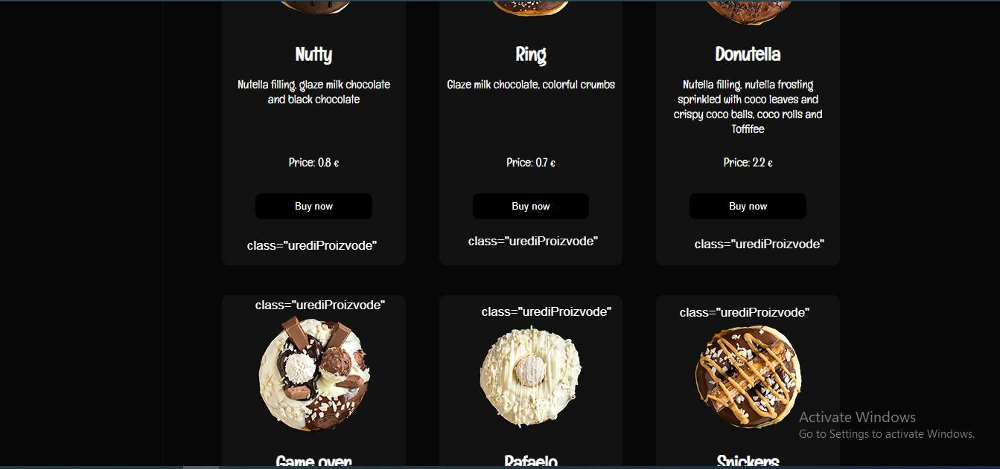 Nutty
Nutella filling, glaze milk chocolate
and black chocolate
Price: 0.8 €
Buy now
class="urediProizvode"
Ring
Glaze milk chocolate, colorful crumbs
Price: 0.7 €
Buy now
class="urediProizvode"
Donutella
Nutella filling, nutella frosting
sprinkled with coco leaves and
crispy coco balls, coco rolls and
Toffifee
Price: 2.2 €
Buy now
class="urediProizvode"
class="urediProizvode"
Game over
class="urediProizvode"
Rafaelo
class="urediProizvode"
Snickers
Activate Windows
Go to Settings to activate Windows.